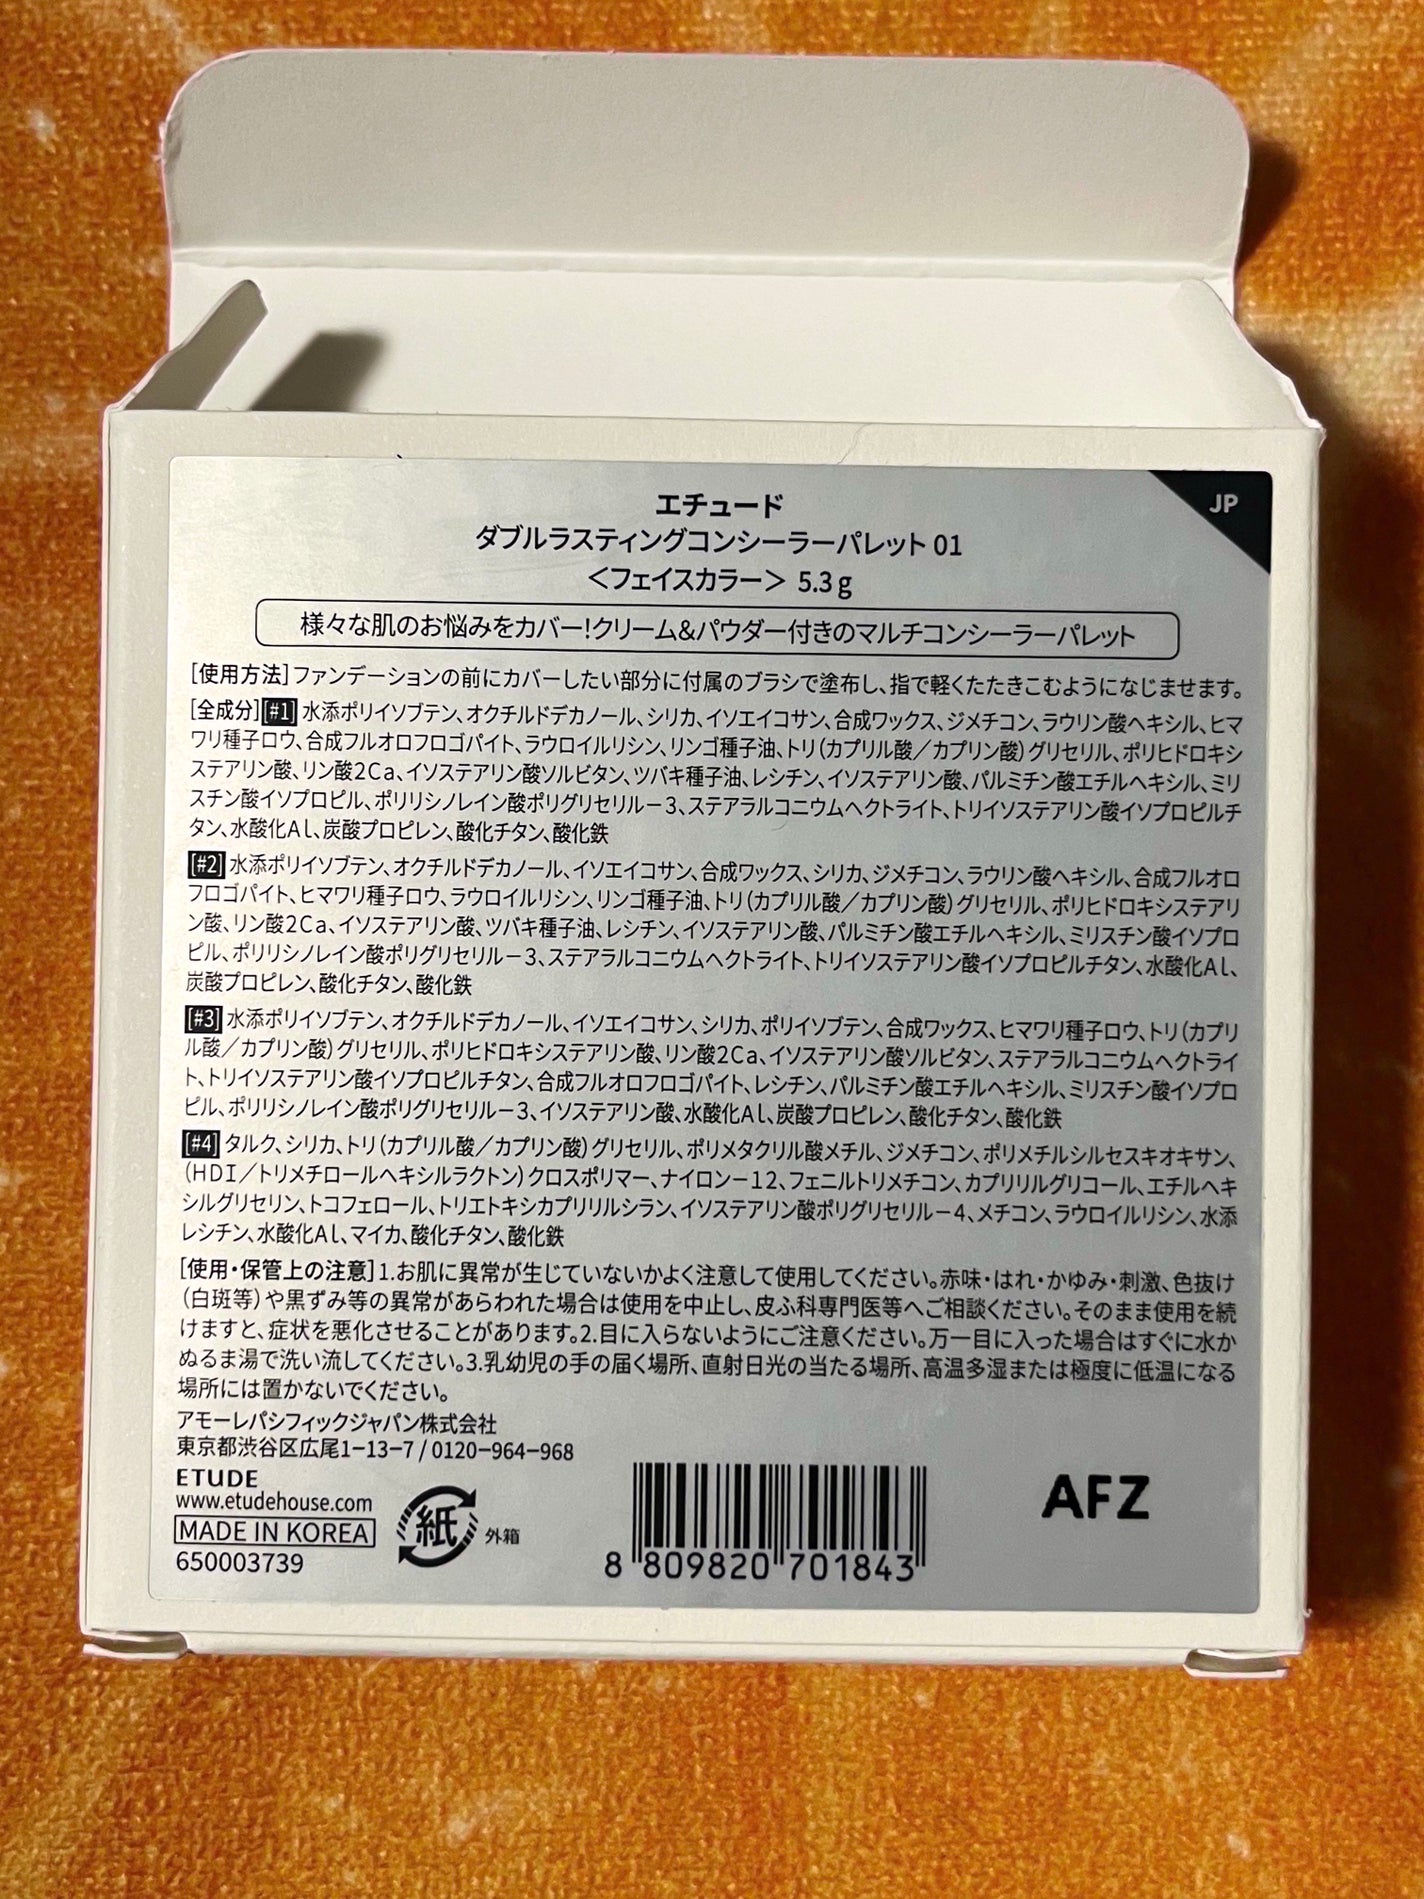 JP
エチュード
ダブルラスティングコンシーラーパレット 01
＜フェイスカラー＞ 5.3g
様々な肌のお悩みをカバー!クリーム&パウダー付きのマルチコンシーラーパレット
[使用方法]ファンデーションの前にカバーしたい部分に付属のブラシで塗布し、指で軽くたたきこむようになじませます。
[全成分][#1]水添ポリイソブテン、オクチルドデカノール、シリカ、イソエイコサン、合成ワックス、ジメチコン、ラウリン酸ヘキシル、ヒマ
ワリ種子ロウ、合成フルオロフロゴパイト、ラウロイルリシン、リンゴ種子油、トリ(カプリル酸／カプリン酸)グリセリル、ポリヒドロキシ
ステアリン酸、リン酸2Ca、イソステアリン酸ソルビタン、ツバキ種子油、レシチン、イソステアリン酸、パルミチン酸エチルヘキシル、ミリ
スチン酸イソプロピル、ポリリシノレイン酸ポリグリセリル－3、ステアラルコニウムヘクトライト、トリイソステアリン酸イソプロピルチ
タン、水酸化Al、炭酸プロピレン、酸化チタン、酸化鉄
[#2]水添ポリイソブテン、オクチルドデカノール、イソエイコサン、合成ワックス、シリカ、ジメチコン、ラウリン酸ヘキシル、合成フルオロ
フロゴパイト、ヒマワリ種子ロウ、ラウロイルリシン、リンゴ種子油、トリ(カプリル酸／カプリン酸)グリセリル、ポリヒドロキシステアリ
ン酸、リン酸2Ca、イソステアリン酸、ツバキ種子油、レシチン、イソステアリン酸、パルミチン酸エチルヘキシル、ミリスチン酸イソプロ
ピル、ポリリシノレイン酸ポリグリセリル－3、ステアラルコニウムヘクトライト、トリイソステアリン酸イソプロピルチタン、水酸化Al、
炭酸プロピレン、酸化チタン、酸化鉄
[#3]水添ポリイソブテン、オクチルドデカノール、イソエイコサン、シリカ、ポリイソブテン、合成ワックス、ヒマワリ種子ロウ、トリ(カプリ
ル酸／カプリン酸)グリセリル、ポリヒドロキシステアリン酸、リン酸2Ca、イソステアリン酸ソルビタン、ステアラルコニウムヘクトライ
ト、トリイソステアリン酸イソプロピルチタン、合成フルオロフロゴパイト、レシチン、パルミチン酸エチルヘキシル、ミリスチン酸イソプロ
ピル、ポリリシノレイン酸ポリグリセリル－3、イソステアリン酸、水酸化Al、炭酸プロピレン、酸化チタン、酸化鉄
[#4]タルク、シリカ、トリ(カプリル酸／カプリン酸)グリセリル、ポリメタクリル酸メチル、ジメチコン、ポリメチルシルセスキオキサン、
(HDI／トリメチロールヘキシルラクトン)クロスポリマー、ナイロン－12、フェニルトリメチコン、カプリリルグリコール、エチルヘキ
シルグリセリン、トコフェロール、トリエトキシカプリリルシラン、イソステアリン酸ポリグリセリル－4、メチコン、ラウロイルリシン、水添
レシチン、水酸化Al、マイカ、酸化チタン、酸化鉄
[使用・保管上の注意]1.お肌に異常が生じていないかよく注意して使用してください。赤味・はれ・かゆみ・刺激、色抜け
(白斑等)や黒ずみ等の異常があらわれた場合は使用を中止し、皮ふ科専門医等へご相談ください。そのまま使用を続
けますと、症状を悪化させることがあります。2.目に入らないようにご注意ください。万一目に入った場合はすぐに水か
ぬるま湯で洗い流してください。3.乳幼児の手の届く場所、直射日光の当たる場所、高温多湿または極度に低温になる
場所には置かないでください。
アモーレパシフィックジャパン株式会社
東京都渋谷区広尾1−13−7 / 0120−964−968
ETUDE
www.etudehouse.com
MADE IN KOREA
650003739
紙 外箱
8 809820 701843
AFZ